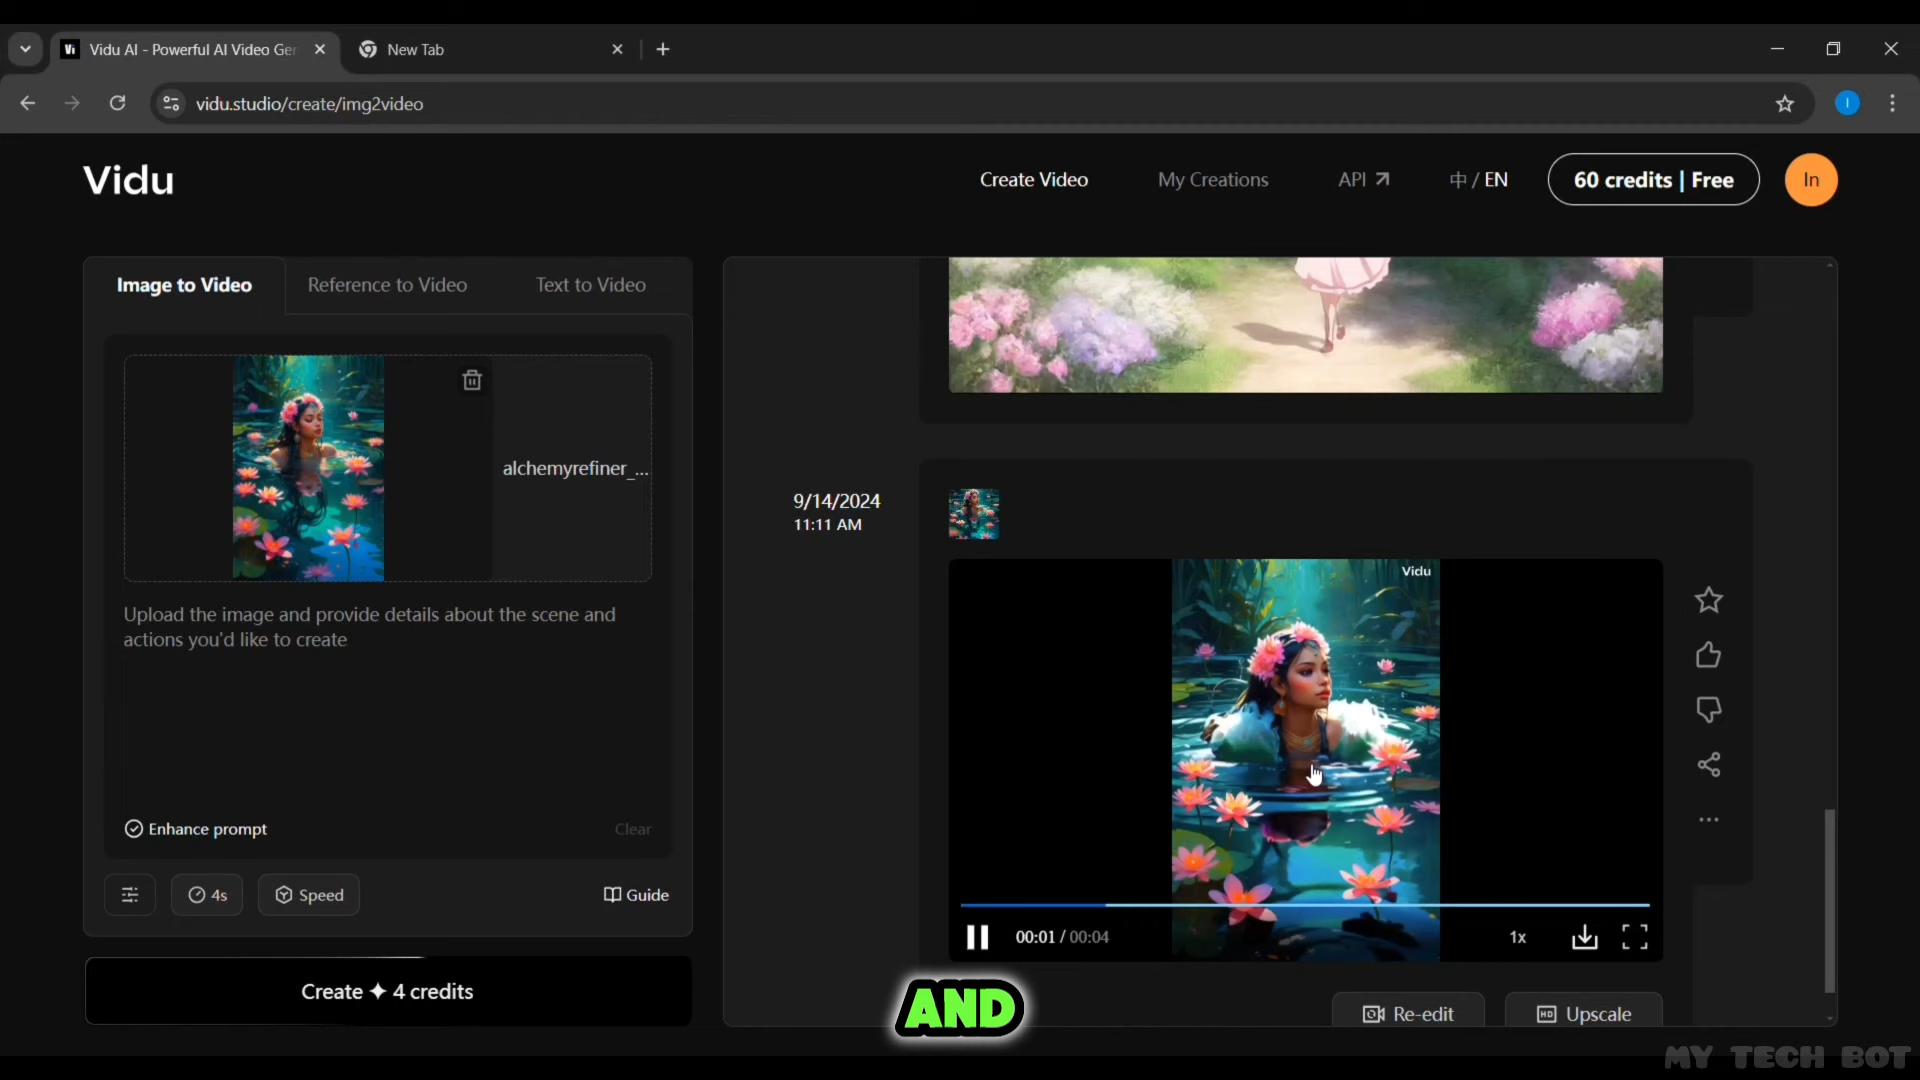 Vidu AI - Powerful AI Video Ger
New Tab
vidu.studio/create/img2video
Vidu
Create Video
My Creations
API
中 / EN
60 credits | Free
In
Image to Video
Reference to Video
Text to Video
alchemyrefiner_...
Upload the image and provide details about the scene and
actions you'd like to create
Enhance prompt
Clear
4s
Speed
Guide
Create ✦ 4 credits
9/14/2024
11:11 AM
Vidu
00:01 / 00:04
1x
Re-edit
HD Upscale
AND
MY TECH BOT